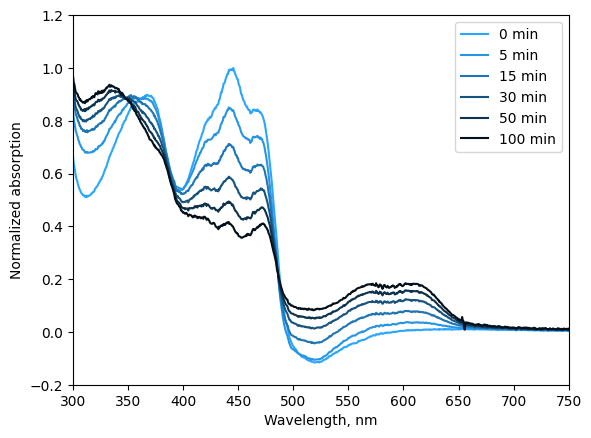 1.2
1.0
0.8
0.6
0.4
0.2
0.0
−0.2
Normalized absorption
0 min
5 min
15 min
30 min
50 min
100 min
300 350 400 450 500 550 600 650 700 750
Wavelength, nm